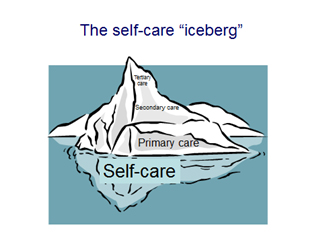 The self-care “iceberg”
Tertiary
care
Secondary care
Primary care
Self-care